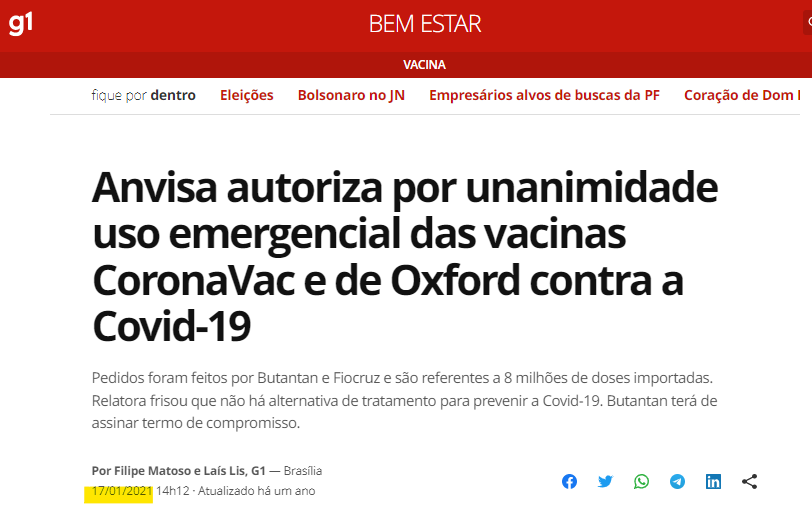 g1
BEM ESTAR
VACINA
fique por dentro Eleições Bolsonaro no JN Empresários alvos de buscas da PF Coração de Dom
Anvisa autoriza por unanimidade
uso emergencial das vacinas
CoronaVac e de Oxford contra a
Covid-19
Pedidos foram feitos por Butantan e Fiocruz e são referentes a 8 milhões de doses importadas.
Relatora frisou que não há alternativa de tratamento para prevenir a Covid-19. Butantan terá de
assinar termo de compromisso.
Por Filipe Matoso e Laís Lis, G1 — Brasília
17/01/2021 14h12 · Atualizado há um ano